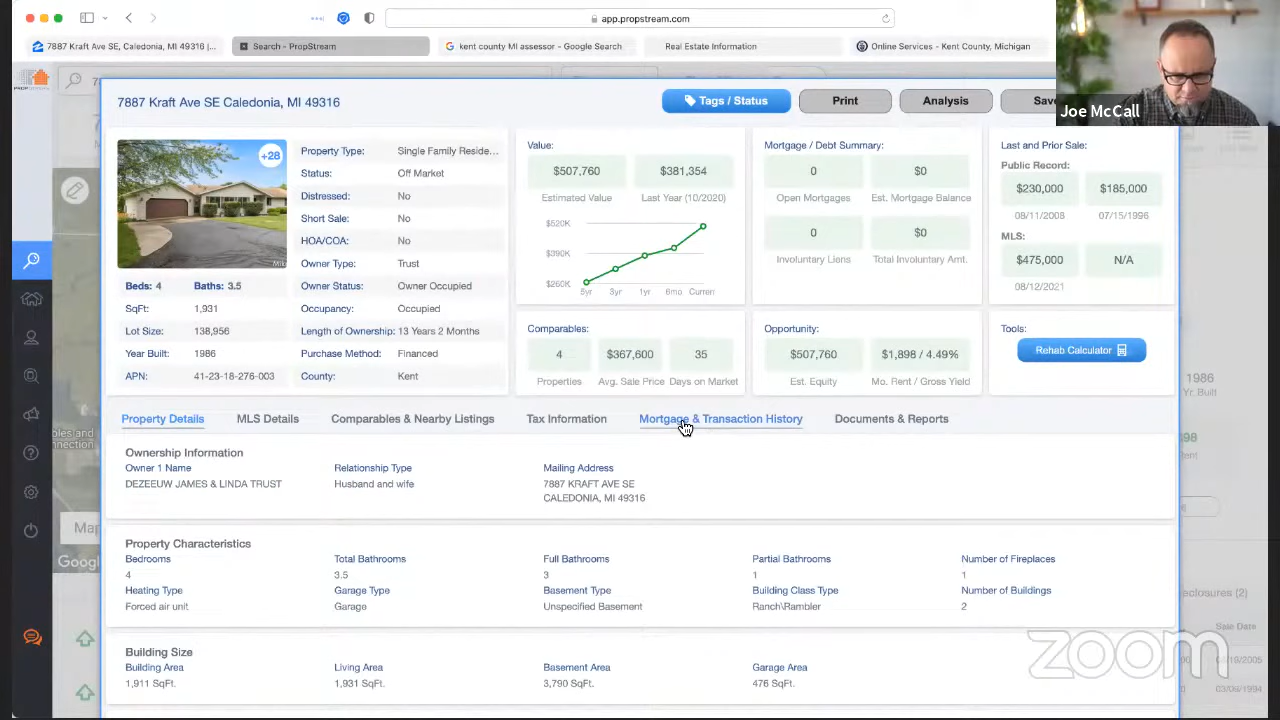 app.propstream.com
7887 Kraft Ave SE, Caledonia, MI 49316 |...
Search - PropStream
kent county MI assessor - Google Search
Real Estate Information
Online Services - Kent County, Michigan
Joe McCall
7887 Kraft Ave SE Caledonia, MI 49316
Tags / Status
Print
Analysis
Save
+28
Beds: 4 Baths: 3.5
SqFt: 1,931
Lot Size: 138,956
Year Built: 1986
APN: 41-23-18-276-003
Property Type: Single Family Reside...
Status: Off Market
Distressed: No
Short Sale: No
HOA/COA: No
Owner Type: Trust
Owner Status: Owner Occupied
Occupancy: Occupied
Length of Ownership: 13 Years 2 Months
Purchase Method: Financed
County: Kent
Value:
$507,760 $381,354
Estimated Value Last Year (10/2020)
$520K
$390K
$260K
5yr 3yr 1yr 6mo Curren
Mortgage / Debt Summary:
0 $0
Open Mortgages Est. Mortgage Balance
0 $0
Involuntary Liens Total Involuntary Amt.
Last and Prior Sale:
Public Record:
$230,000 $185,000
08/11/2008 07/15/1996
MLS:
$475,000 N/A
08/12/2021
Comparables:
4 $367,600 35
Properties Avg. Sale Price Days on Market
Opportunity:
$507,760 $1,898 / 4.49%
Est. Equity Mo. Rent / Gross Yield
Tools:
Rehab Calculator
Property Details MLS Details Comparables & Nearby Listings Tax Information Mortgage & Transaction History Documents & Reports
Ownership Information
Owner 1 Name Relationship Type Mailing Address
DEZEEUW JAMES & LINDA TRUST Husband and wife 7887 KRAFT AVE SE
CALEDONIA, MI 49316
Property Characteristics
Bedrooms Total Bathrooms Full Bathrooms Partial Bathrooms Number of Fireplaces
4 3.5 3 1 1
Heating Type Garage Type Basement Type Building Class Type Number of Buildings
Forced air unit Garage Unspecified Basement Ranch\Rambler 2
Building Size
Building Area Living Area Basement Area Garage Area
1,911 SqFt. 1,931 SqFt. 3,790 SqFt. 476 SqFt.
Map
Google
1986
Yr. Built
Rent
(2)
Sale Date
zoom